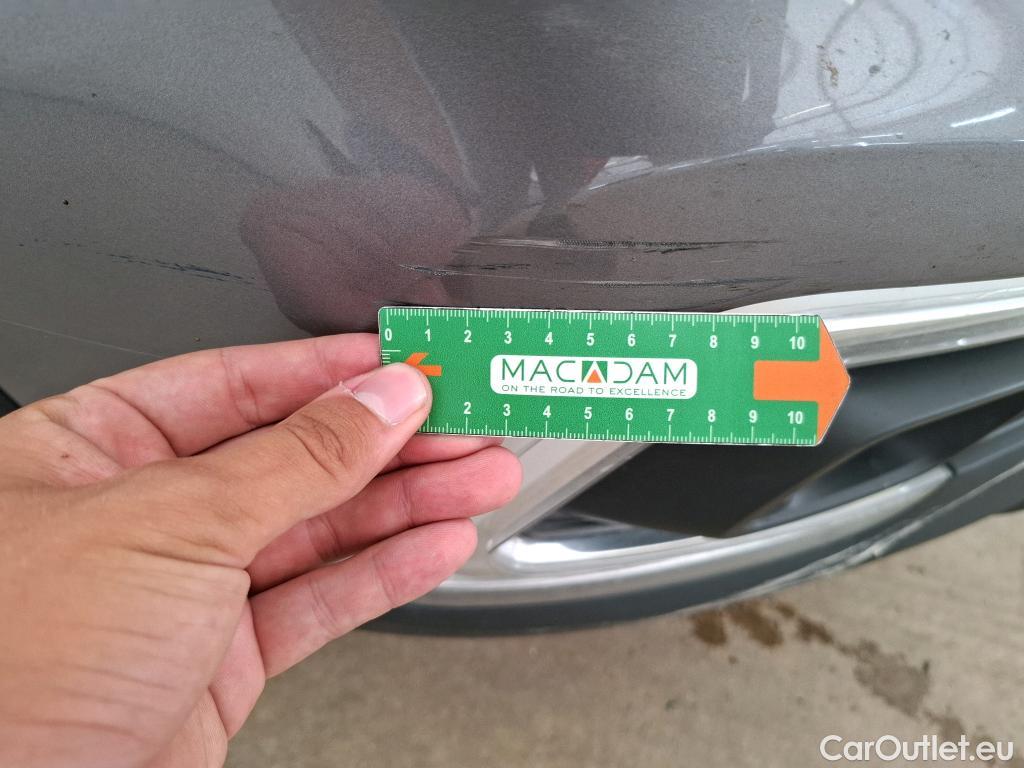 0 1 2 3 4 5 6 7 8 9 10
MACADAM
ON THE ROAD TO EXCELLENCE
2 3 4 5 6 7 8 9 10
CarOutlet.eu